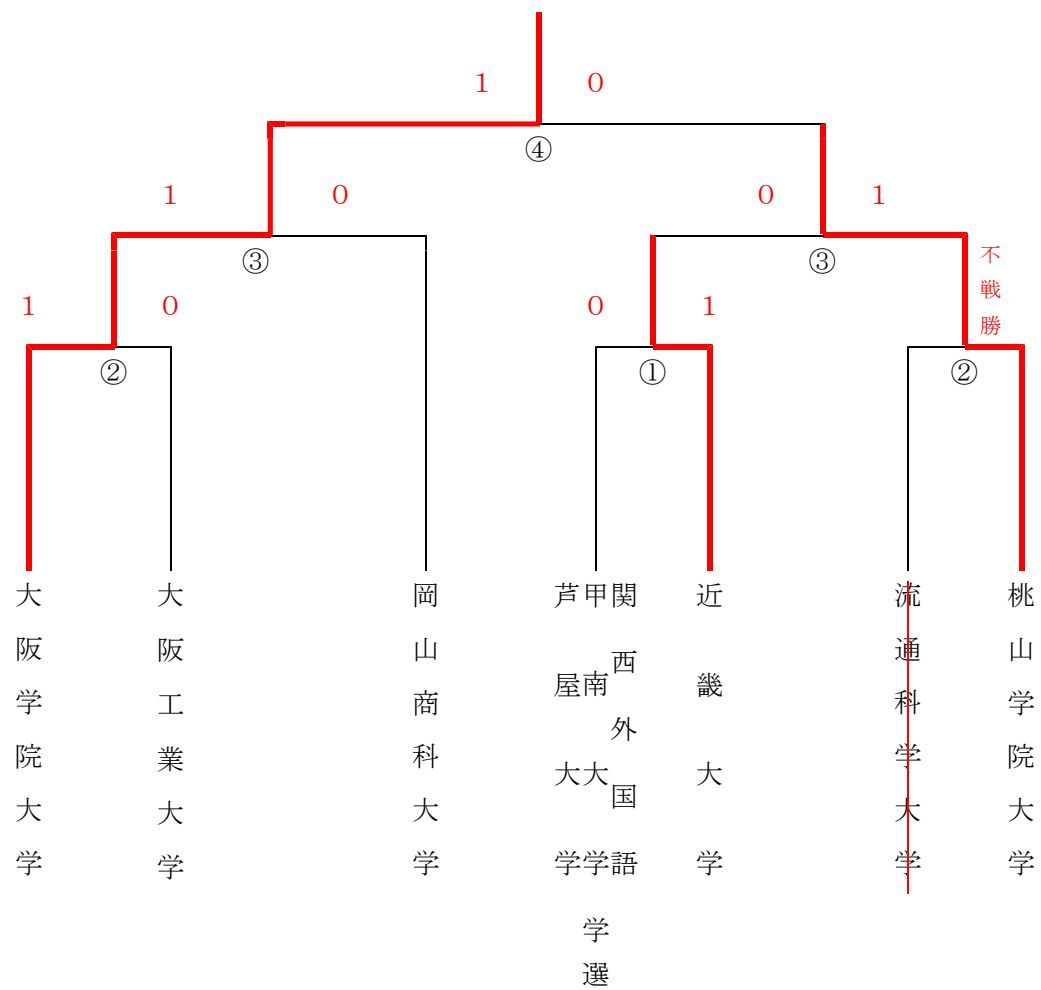 1 0
④
1 0
0 1
③
③
不戦勝
1 0
0 1
②
①
②
大阪学院大学
大阪工業大学
岡山商科大学
芦屋大学
甲南大学
関西外国語
学選
近畿大学
流通科学大学
桃山学院大学